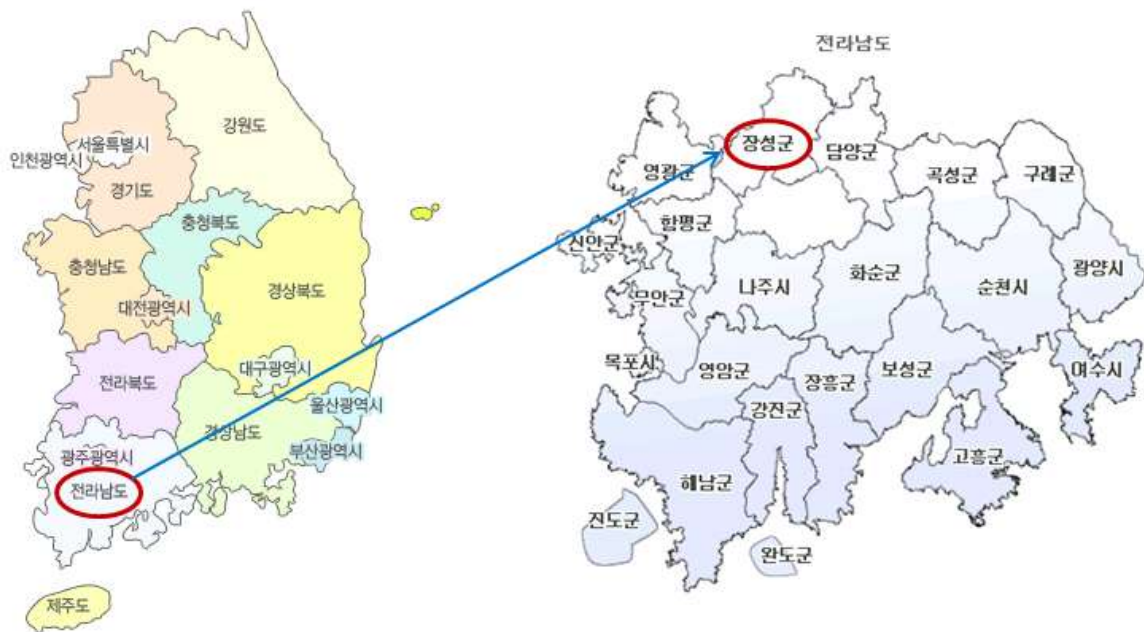 전라남도
강원도
서울특별시
인천광역시
경기도
충청북도
충청남도
대전광역시
경상북도
전라북도
대구광역시
울산광역시
경상남도
부산광역시
광주광역시
전라남도
제주도
장성군
담양군
영광군
곡성군
구례군
함평군
신안군
화순군
광양시
무안군
나주시
순천시
목포시
영암군
장흥군
보성군
여수시
강진군
고흥군
해남군
진도군
완도군